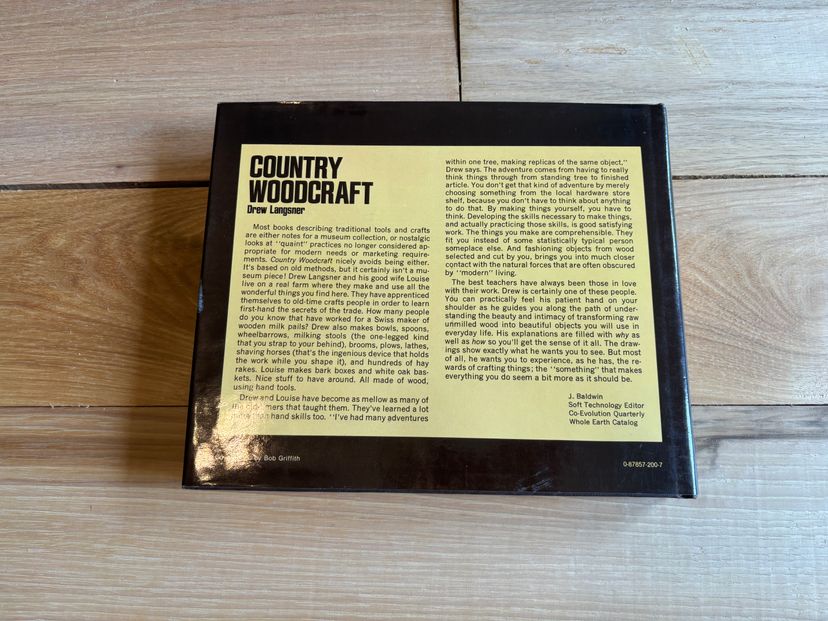 COUNTRY
WOODCRAFT
Drew Langsner
Most books describing traditional tools and crafts
are either notes for a museum collection, or nostalgic
looks at "quaint" practices no longer considered ap-
propriate for modern needs or marketing require-
ments. Country Woodcraft nicely avoids being either.
It's based on old methods, but it certainly isn't a mu-
seum piece! Drew Langsner and his good wife Louise
live on a real farm where they make and use all the
wonderful things you find here. They have apprenticed
themselves to old-time crafts people in order to learn
first-hand the secrets of the trade. How many people
do you know that have worked for a Swiss maker of
wooden milk pails? Drew also makes bowls, spoons,
wheelbarrows, milking stools (the one-legged kind
that you strap to your behind), brooms, plows, lathes,
shaving horses (that's the ingenious device that holds
the work while you shape it), and hundreds of hay
rakes. Louise makes bark boxes and white oak bas-
kets. Nice stuff to have around. All made of wood,
using hand tools.
Drew and Louise have become as mellow as many of
the old-timers that taught them. They've learned a lot
more than hand skills too. "I've had many adventures
within one tree, making replicas of the same object,"
Drew says. The adventure comes from having to really
think things through from standing tree to finished
article. You don't get that kind of adventure by merely
choosing something from the local hardware store
shelf, because you don't have to think about anything
to do that. By making things yourself, you have to
think. Developing the skills necessary to make things,
and actually practicing those skills, is good satisfying
work. The things you make are comprehensible. They
fit you instead of some statistically typical person
someplace else. And fashioning objects from wood
selected and cut by you, brings you into much closer
contact with the natural forces that are often obscured
by "modern" living.
The best teachers have always been those in love
with their work. Drew is certainly one of these people.
You can practically feel his patient hand on your
shoulder as he guides you along the path of under-
standing the beauty and intimacy of transforming raw
unmilled wood into beautiful objects you will use in
everyday life. His explanations are filled with why as
well as how so you'll get the sense of it all. The draw-
ings show exactly what he wants you to see. But most
of all, he wants you to experience, as he has, the re-
wards of crafting things; the "something" that makes
everything you do seem a bit more as it should be.
J. Baldwin
Soft Technology Editor
Co-Evolution Quarterly
Whole Earth Catalog
by Bob Griffith
0-87857-200-7